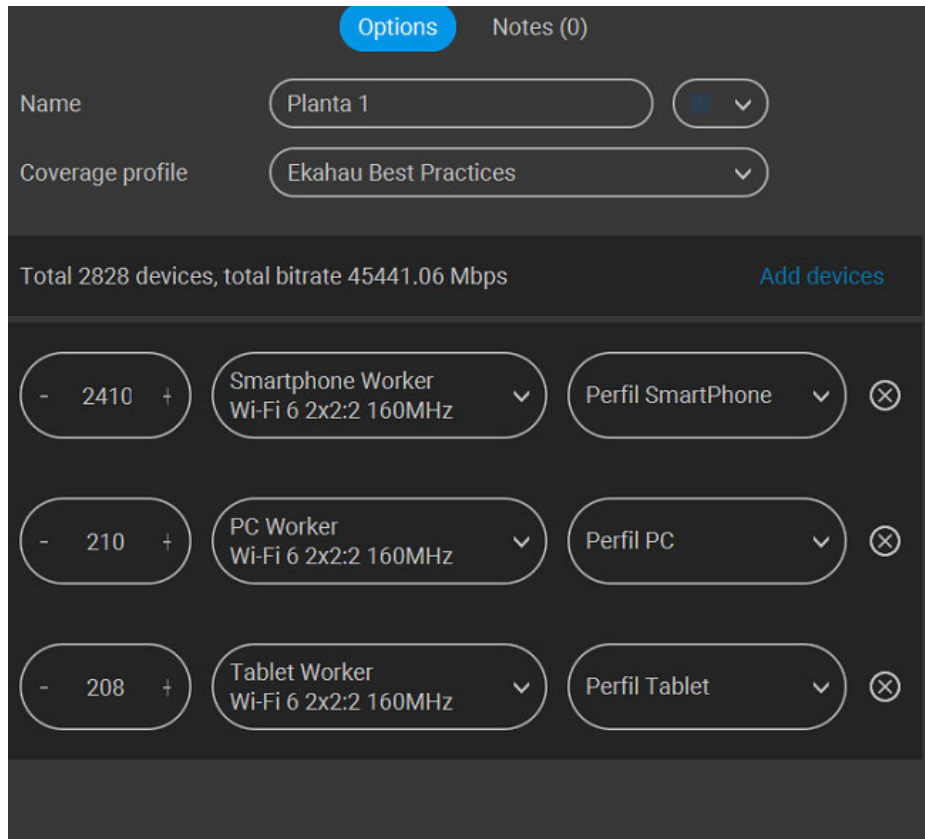 Options Notes (0)
Name Planta 1
Coverage profile Ekahau Best Practices
Total 2828 devices, total bitrate 45441.06 Mbps Add devices
- 2410 + Smartphone Worker
Wi-Fi 6 2x2:2 160MHz Perfil SmartPhone
- 210 + PC Worker
Wi-Fi 6 2x2:2 160MHz Perfil PC
- 208 + Tablet Worker
Wi-Fi 6 2x2:2 160MHz Perfil Tablet